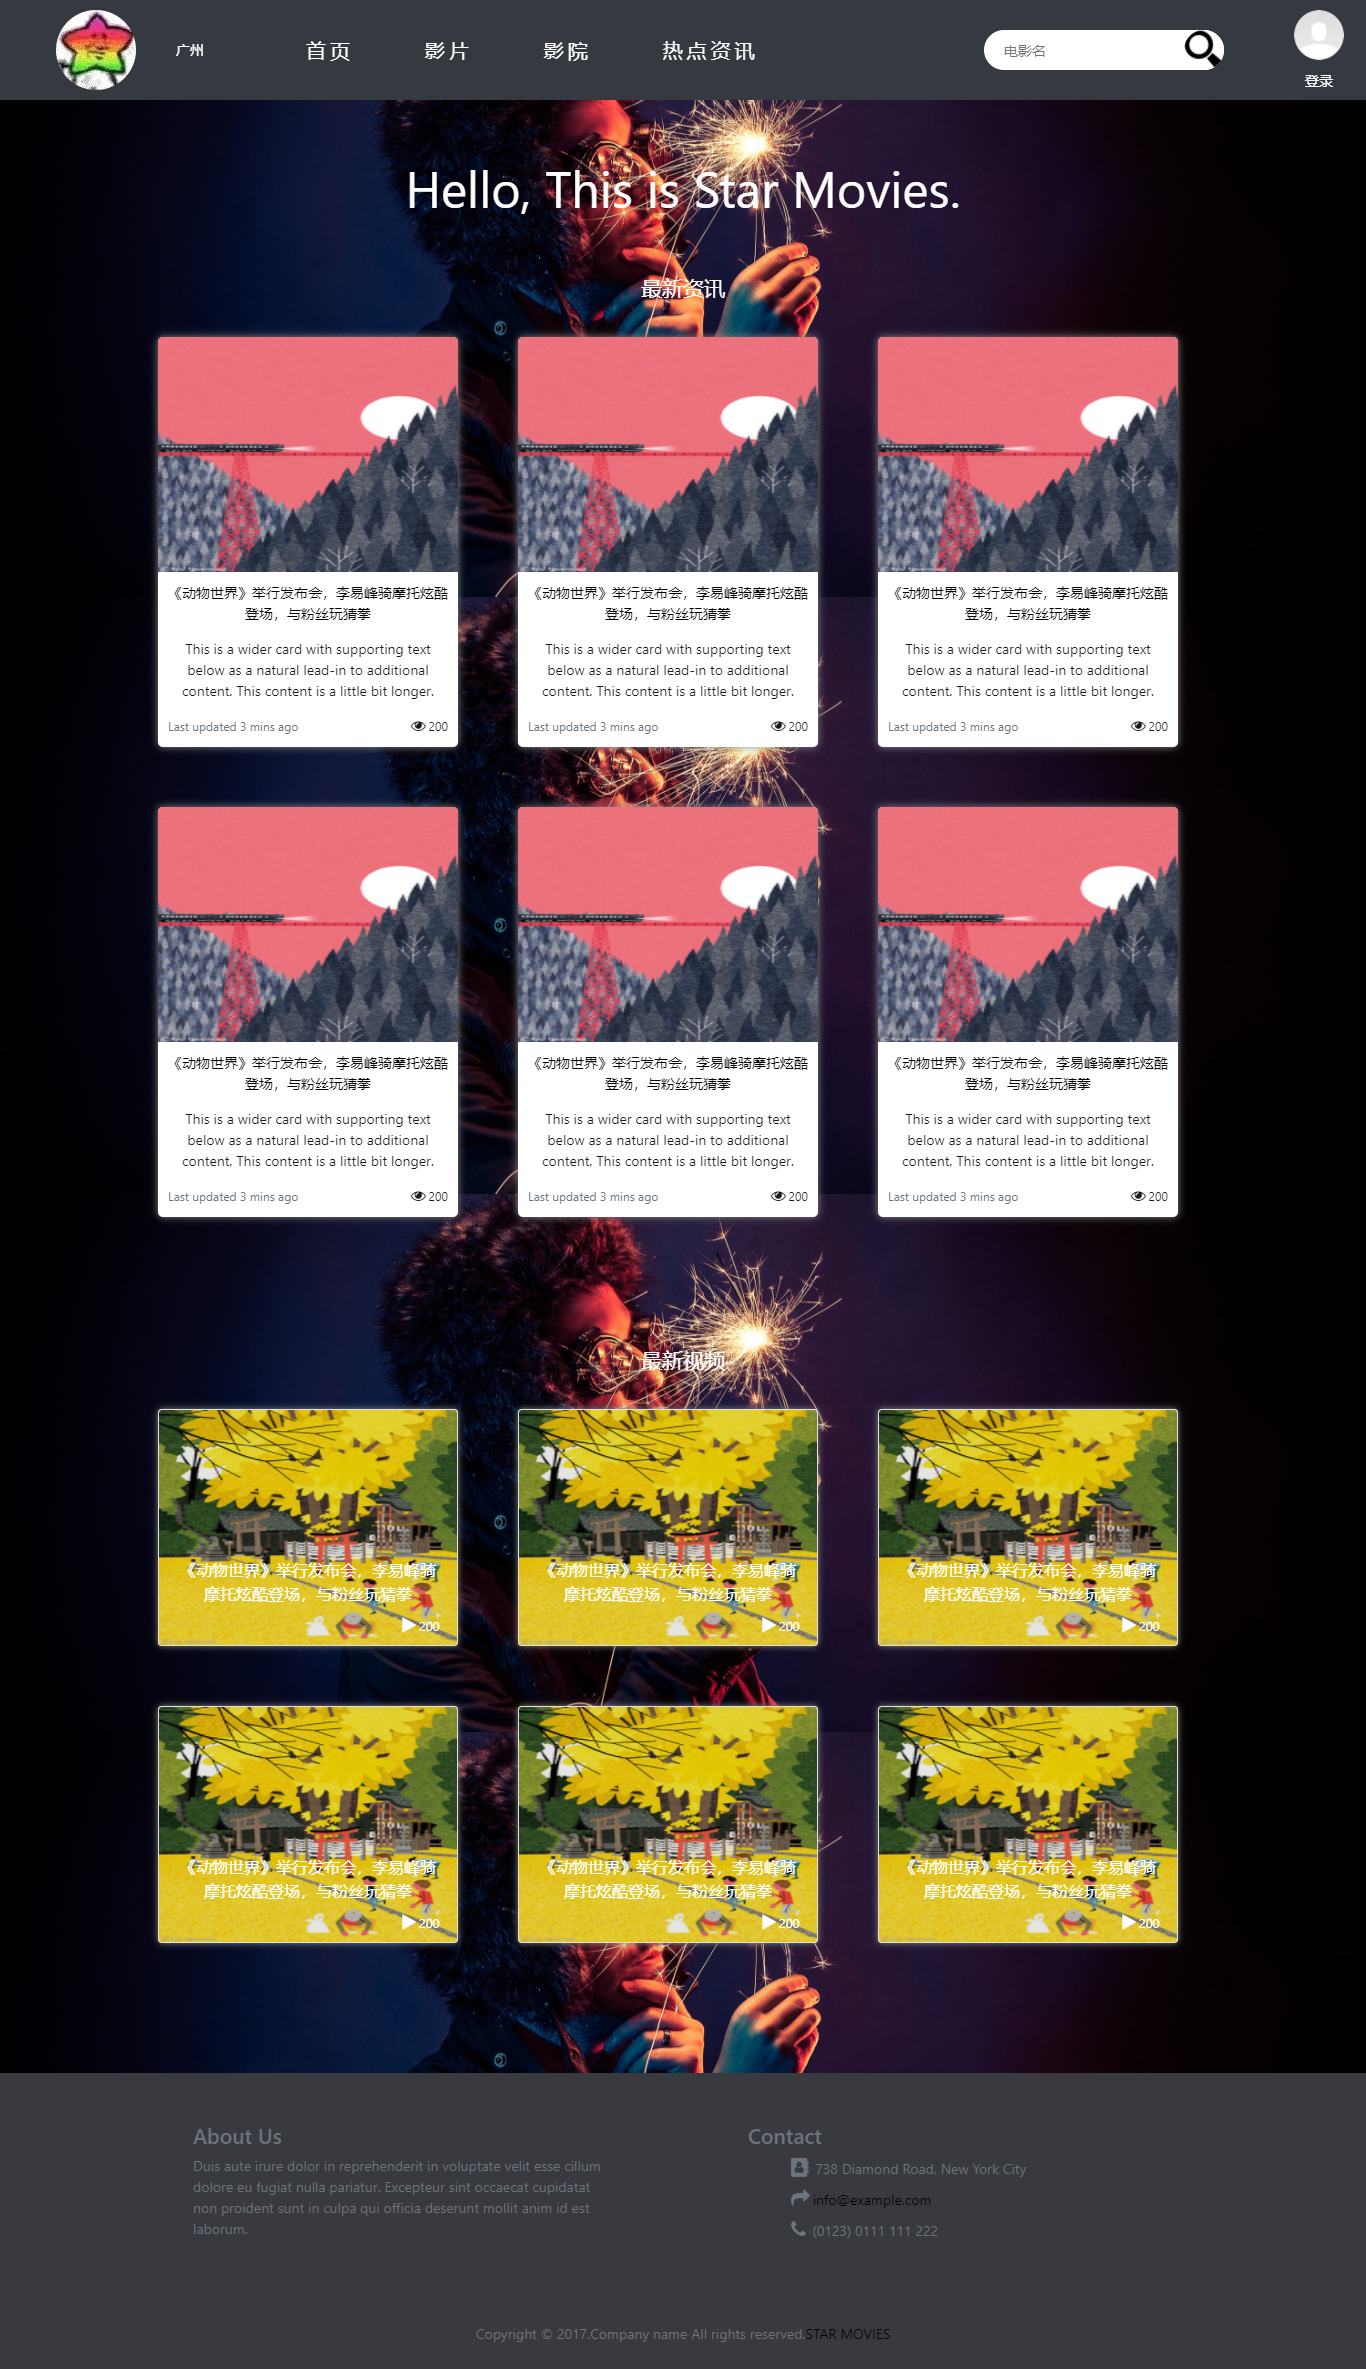 广州
首页
影片
影院
热点资讯
电影名
登录
Hello, This is Star Movies.
最新资讯
《动物世界》举行发布会，李易峰骑摩托炫酷
登场，与粉丝玩猜拳
This is a wider card with supporting text
below as a natural lead-in to additional
content. This content is a little bit longer.
Last updated 3 mins ago
200
《动物世界》举行发布会，李易峰骑摩托炫酷
登场，与粉丝玩猜拳
This is a wider card with supporting text
below as a natural lead-in to additional
content. This content is a little bit longer.
Last updated 3 mins ago
200
《动物世界》举行发布会，李易峰骑摩托炫酷
登场，与粉丝玩猜拳
This is a wider card with supporting text
below as a natural lead-in to additional
content. This content is a little bit longer.
Last updated 3 mins ago
200
《动物世界》举行发布会，李易峰骑摩托炫酷
登场，与粉丝玩猜拳
This is a wider card with supporting text
below as a natural lead-in to additional
content. This content is a little bit longer.
Last updated 3 mins ago
200
《动物世界》举行发布会，李易峰骑摩托炫酷
登场，与粉丝玩猜拳
This is a wider card with supporting text
below as a natural lead-in to additional
content. This content is a little bit longer.
Last updated 3 mins ago
200
《动物世界》举行发布会，李易峰骑摩托炫酷
登场，与粉丝玩猜拳
This is a wider card with supporting text
below as a natural lead-in to additional
content. This content is a little bit longer.
Last updated 3 mins ago
200
最新视频
《动物世界》举行发布会，李易峰骑
摩托炫酷登场，与粉丝玩猜拳
200
《动物世界》举行发布会，李易峰骑
摩托炫酷登场，与粉丝玩猜拳
200
《动物世界》举行发布会，李易峰骑
摩托炫酷登场，与粉丝玩猜拳
200
《动物世界》举行发布会，李易峰骑
摩托炫酷登场，与粉丝玩猜拳
200
《动物世界》举行发布会，李易峰骑
摩托炫酷登场，与粉丝玩猜拳
200
《动物世界》举行发布会，李易峰骑
摩托炫酷登场，与粉丝玩猜拳
200
About Us
Duis aute irure dolor in reprehenderit in voluptate velit esse cillum
dolore eu fugiat nulla pariatur. Excepteur sint occaecat cupidatat
non proident sunt in culpa qui officia deserunt mollit anim id est
laborum.
Contact
738 Diamond Road, New York City
info@example.com
(0123) 0111 111 222
Copyright © 2017.Company name All rights reserved.STAR MOVIES